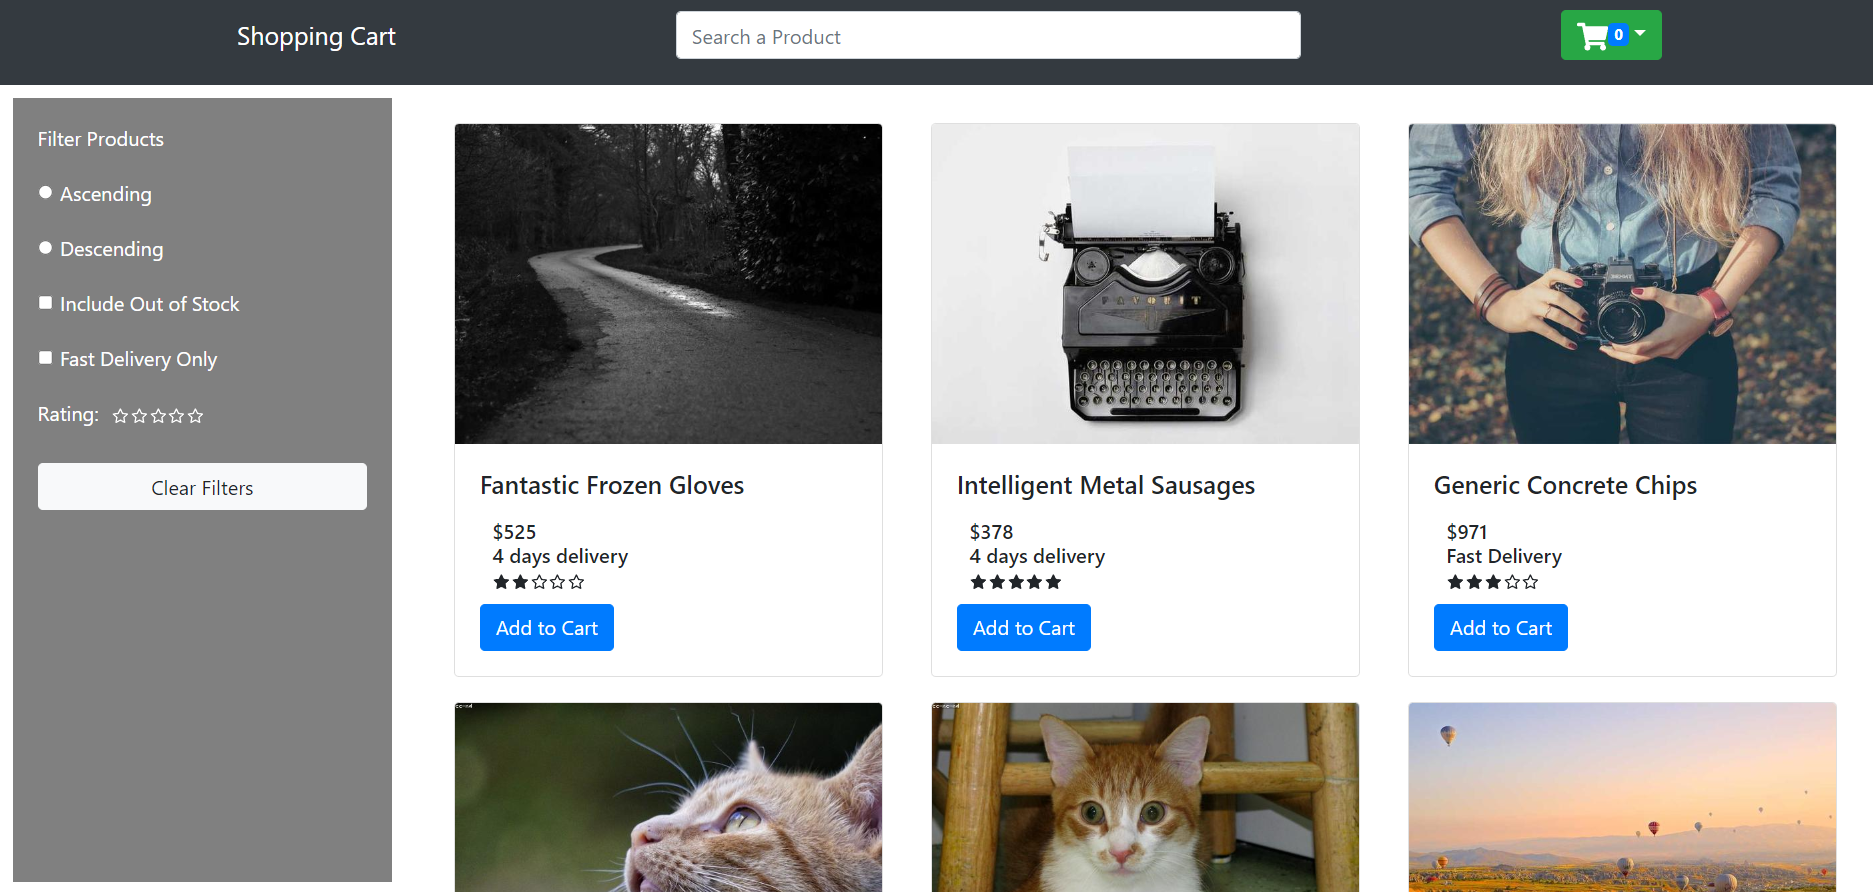 Shopping Cart
Search a Product
0
Filter Products
Ascending
Descending
Include Out of Stock
Fast Delivery Only
Rating:
Clear Filters
FAVORIT
Fantastic Frozen Gloves
$525
4 days delivery
Add to Cart
Intelligent Metal Sausages
$378
4 days delivery
Add to Cart
Generic Concrete Chips
$971
Fast Delivery
Add to Cart